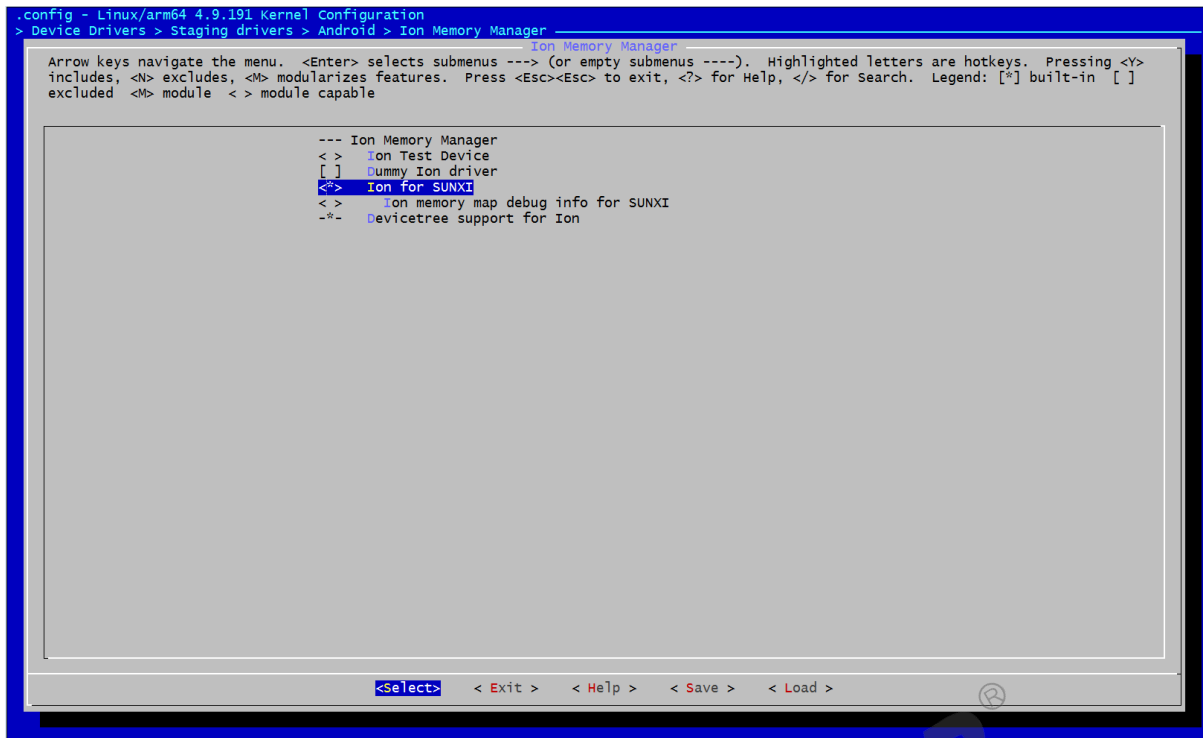 .config - Linux/arm64 4.9.191 Kernel Configuration
> Device Drivers > Staging drivers > Android > Ion Memory Manager
Ion Memory Manager
Arrow keys navigate the menu.  <Enter> selects submenus ---> (or empty submenus ----).  Highlighted letters are hotkeys.  Pressing <Y>
includes, <N> excludes, <M> modularizes features.  Press <Esc><Esc> to exit, <?> for Help, </> for Search.  Legend: [*] built-in  [ ]
excluded  <M> module  < > module capable
--- Ion Memory Manager
< >   Ion Test Device
[ ]   Dummy Ion driver
<*>   Ion for SUNXI
< >     Ion memory map debug info for SUNXI
-*-   Devicetree support for Ion
<Select>    < Exit >    < Help >    < Save >    < Load >
®